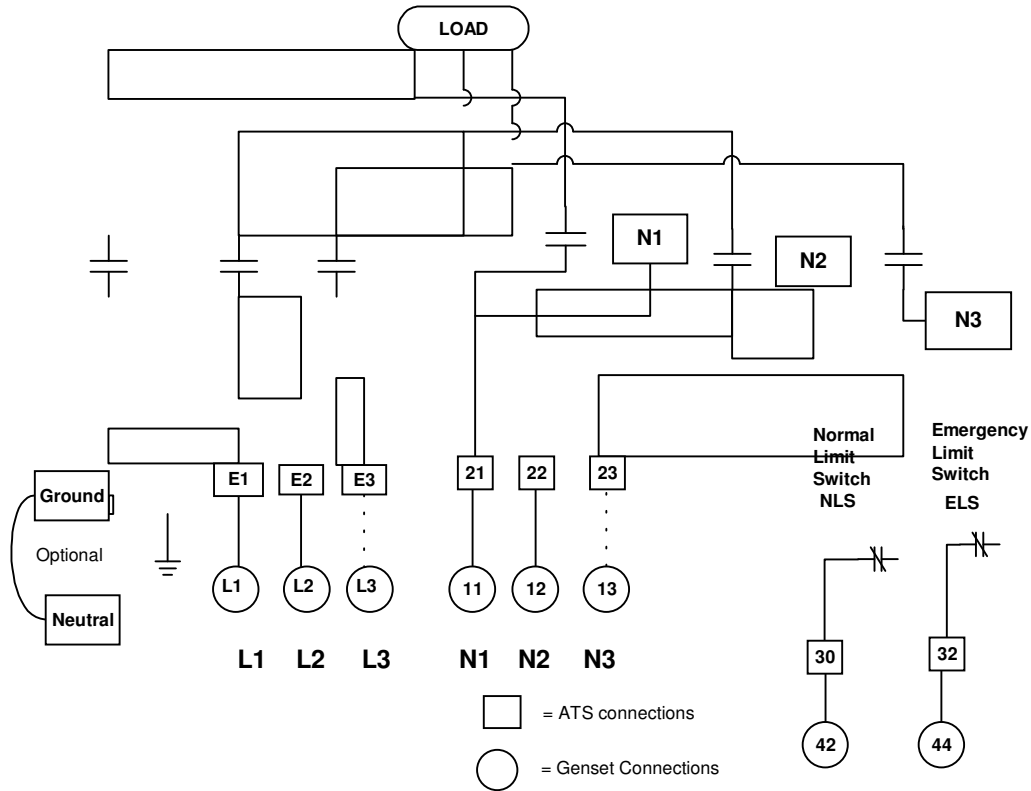 LOAD
N1
N2
N3
Normal
Limit
Switch
NLS
Emergency
Limit
Switch
ELS
E1
E2
E3
21
22
23
Ground
Optional
Neutral
L1
L2
L3
11
12
13
L1 L2 L3 N1 N2 N3
30
32
42
44
= ATS connections
= Genset Connections